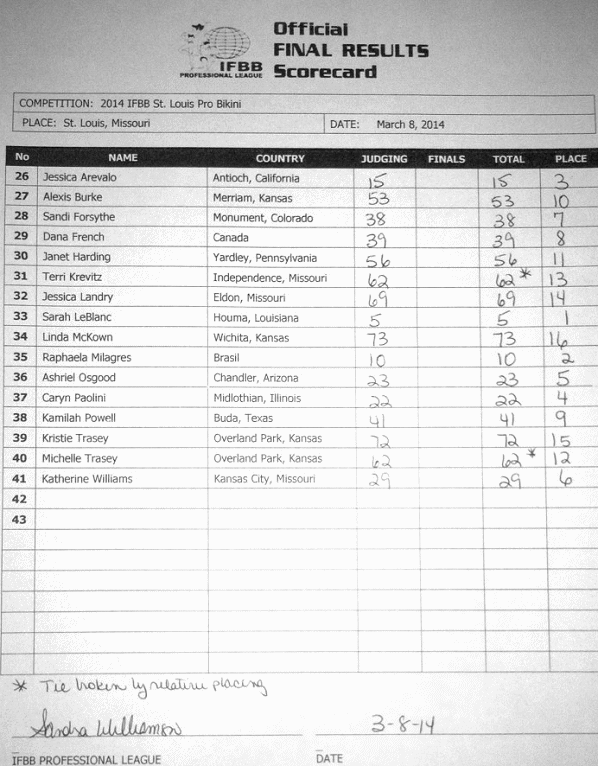 Official
FINAL RESULTS
Scorecard
IFBB
PROFESSIONAL LEAGUE
COMPETITION: 2014 IFBB St. Louis Pro Bikini
PLACE: St. Louis, Missouri DATE: March 8, 2014
No NAME COUNTRY JUDGING FINALS TOTAL PLACE
26 Jessica Arevalo Antioch, California 15 15 3
27 Alexis Burke Merriam, Kansas 53 53 10
28 Sandi Forsythe Monument, Colorado 38 38 7
29 Dana French Canada 39 39 8
30 Janet Harding Yardley, Pennsylvania 56 56 11
31 Terri Krevitz Independence, Missouri 62 62* 13
32 Jessica Landry Eldon, Missouri 69 69 14
33 Sarah LeBlanc Houma, Louisiana 5 5 1
34 Linda McKown Wichita, Kansas 73 73 16
35 Raphaela Milagres Brasil 10 10 2
36 Ashriel Osgood Chandler, Arizona 23 23 5
37 Caryn Paolini Midlothian, Illinois 22 22 4
38 Kamilah Powell Buda, Texas 41 41 9
39 Kristie Trasey Overland Park, Kansas 72 72 15
40 Michelle Trasey Overland Park, Kansas 62 62* 12
41 Katherine Williams Kansas City, Missouri 29 29 6
42
43
* Tie broken by relative placing
Sandra Williamson 3-8-14
IFBB PROFESSIONAL LEAGUE DATE